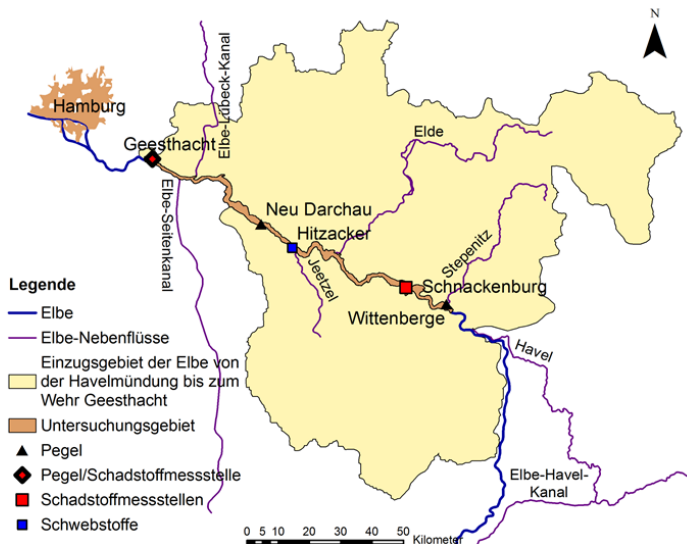 N
Hamburg
Geesthacht
Elbe-Lübeck-Kanal
Elde
Elbe-Seitenkanal
Neu Darchau
Hitzacker
Jeetzel
Stepenitz
Schnackenburg
Wittenberge
Havel
Elbe-Havel-
Kanal
Legende
Elbe
Elbe-Nebenflüsse
Einzugsgebiet der Elbe von
der Havelmündung bis zum
Wehr Geesthacht
Untersuchungsgebiet
Pegel
Pegel/Schadstoffmessstelle
Schadstoffmessstellen
Schwebstoffe
0 5 10 20 30 40 50
Kilometer